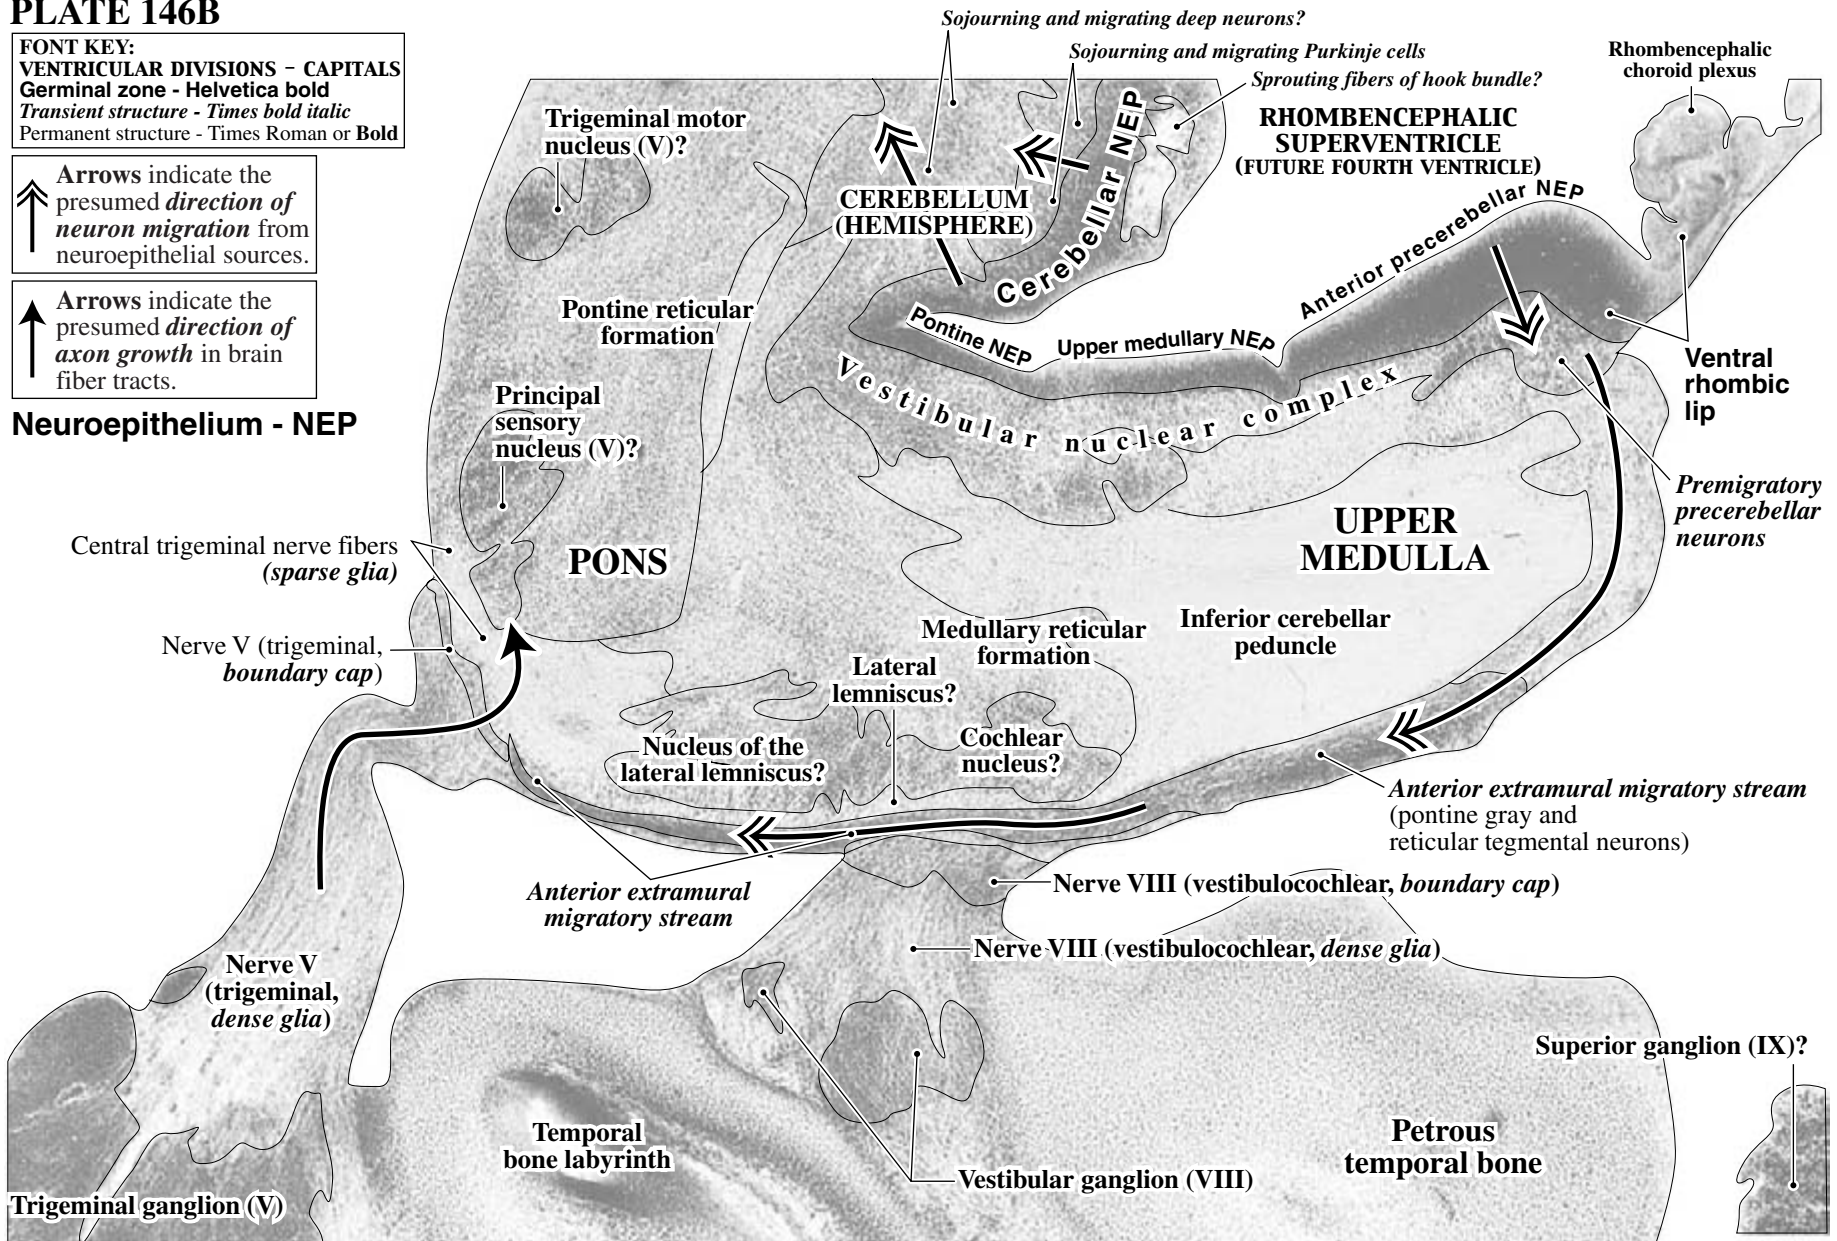 PLATE 146B
FONT KEY:
VENTRICULAR DIVISIONS – CAPITALS
Germinal zone - Helvetica bold
Transient structure - Times bold italic
Permanent structure - Times Roman or Bold
Arrows indicate the
presumed direction of
neuron migration from
neuroepithelial sources.
Arrows indicate the
presumed direction of
axon growth in brain
fiber tracts.
Neuroepithelium - NEP
Sojourning and migrating deep neurons?
Sojourning and migrating Purkinje cells
Sprouting fibers of hook bundle?
RHOMBENCEPHALIC
SUPERVENTRICLE
(FUTURE FOURTH VENTRICLE)
Rhombencephalic
choroid plexus
Trigeminal motor
nucleus (V)?
CEREBELLUM
(HEMISPHERE)
Cerebellar NEP
Anterior precerebellar NEP
Pontine reticular
formation
Pontine NEP
Upper medullary NEP
Vestibular nuclear complex
Ventral
rhombic
lip
Principal
sensory
nucleus (V)?
Premigratory
precerebellar
neurons
UPPER
MEDULLA
Central trigeminal nerve fibers
(sparse glia)
PONS
Inferior cerebellar
peduncle
Nerve V (trigeminal,
boundary cap)
Medullary reticular
formation
Lateral
lemniscus?
Nucleus of the
lateral lemniscus?
Cochlear
nucleus?
Anterior extramural migratory stream
(pontine gray and
reticular tegmental neurons)
Anterior extramural
migratory stream
Nerve VIII (vestibulocochlear, boundary cap)
Nerve VIII (vestibulocochlear, dense glia)
Nerve V
(trigeminal,
dense glia)
Superior ganglion (IX)?
Temporal
bone labyrinth
Petrous
temporal bone
Vestibular ganglion (VIII)
Trigeminal ganglion (V)